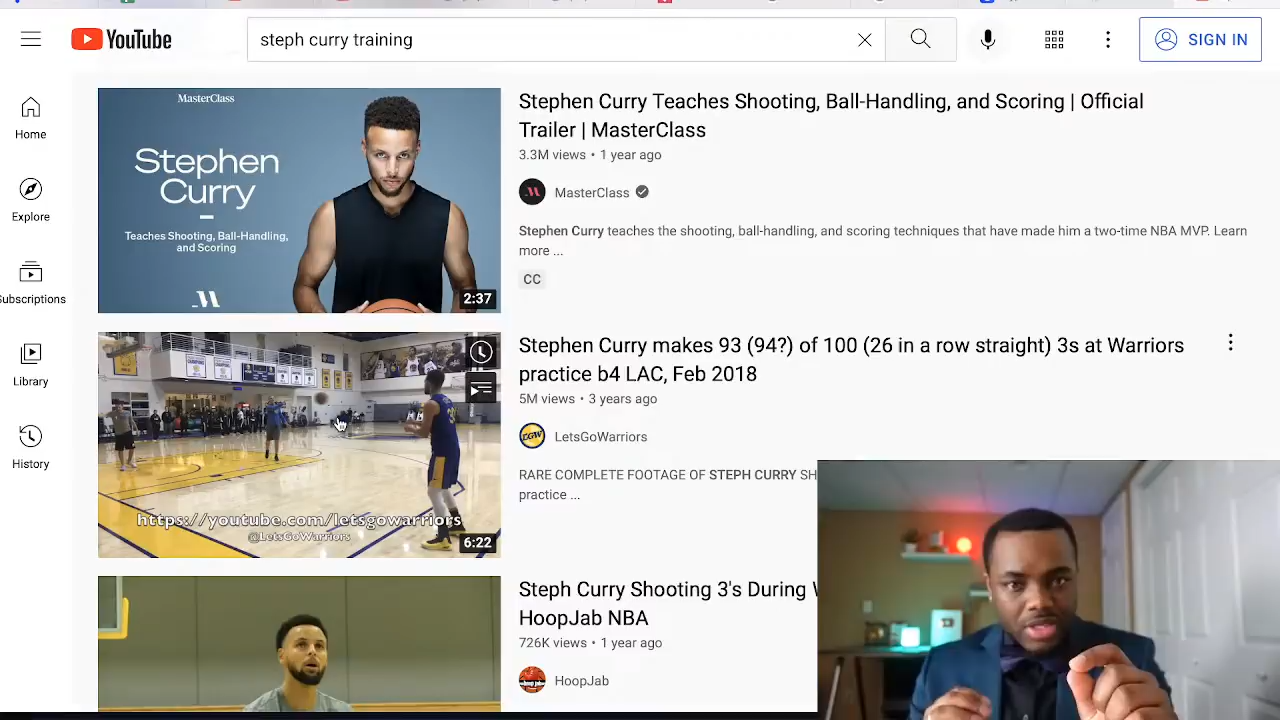 YouTube
steph curry training
SIGN IN
Home
Explore
Subscriptions
Library
History
MasterClass
Stephen
Curry
Teaches Shooting, Ball-Handling,
and Scoring
2:37
Stephen Curry Teaches Shooting, Ball-Handling, and Scoring | Official
Trailer | MasterClass
3.3M views • 1 year ago
MasterClass
Stephen Curry teaches the shooting, ball-handling, and scoring techniques that have made him a two-time NBA MVP. Learn
more ...
CC
https://youtube.com/letsgowarriors
@LetsGoWarriors
6:22
Stephen Curry makes 93 (94?) of 100 (26 in a row straight) 3s at Warriors
practice b4 LAC, Feb 2018
5M views • 3 years ago
LGW
LetsGoWarriors
RARE COMPLETE FOOTAGE OF STEPH CURRY SH
practice ...
Steph Curry Shooting 3's During
HoopJab NBA
726K views • 1 year ago
HoopJab